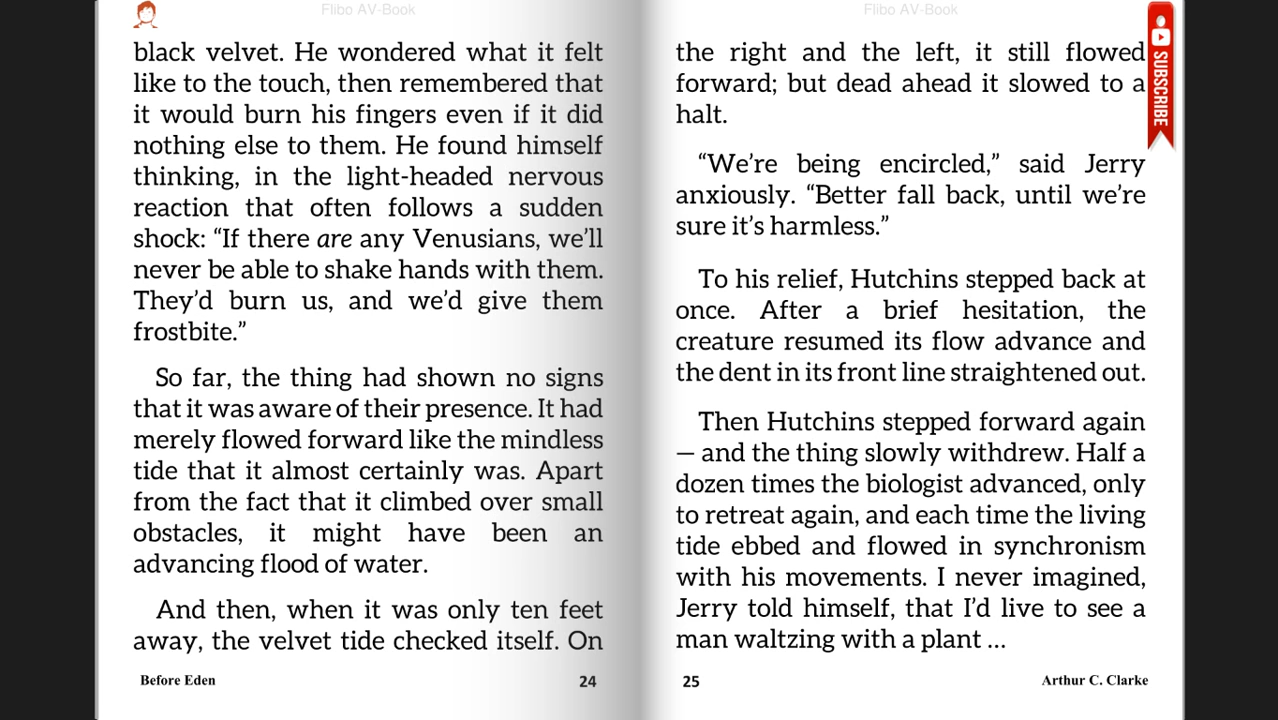 Flibo AV-Book
black velvet. He wondered what it felt
like to the touch, then remembered that
it would burn his fingers even if it did
nothing else to them. He found himself
thinking, in the light-headed nervous
reaction that often follows a sudden
shock: “If there are any Venusians, we’ll
never be able to shake hands with them.
They’d burn us, and we’d give them
frostbite.”
So far, the thing had shown no signs
that it was aware of their presence. It had
merely flowed forward like the mindless
tide that it almost certainly was. Apart
from the fact that it climbed over small
obstacles, it might have been an
advancing flood of water.
And then, when it was only ten feet
away, the velvet tide checked itself. On
Before Eden
24
Flibo AV-Book
SUBSCRIBE
the right and the left, it still flowed
forward; but dead ahead it slowed to a
halt.
“We’re being encircled,” said Jerry
anxiously. “Better fall back, until we’re
sure it’s harmless.”
To his relief, Hutchins stepped back at
once. After a brief hesitation, the
creature resumed its flow advance and
the dent in its front line straightened out.
Then Hutchins stepped forward again
— and the thing slowly withdrew. Half a
dozen times the biologist advanced, only
to retreat again, and each time the living
tide ebbed and flowed in synchronism
with his movements. I never imagined,
Jerry told himself, that I’d live to see a
man waltzing with a plant ...
25
Arthur C. Clarke